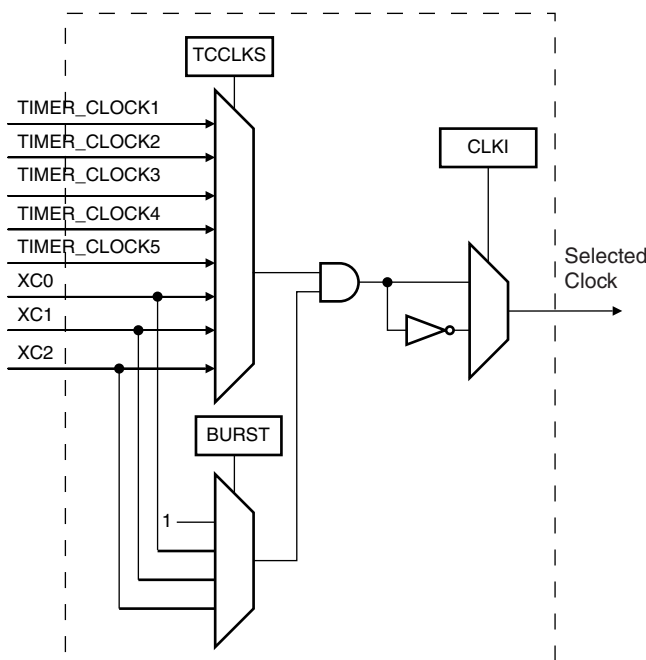 TCCLKS
TIMER_CLOCK1
TIMER_CLOCK2
TIMER_CLOCK3
TIMER_CLOCK4
TIMER_CLOCK5
XC0
XC1
XC2
CLKI
Selected
Clock
BURST
1